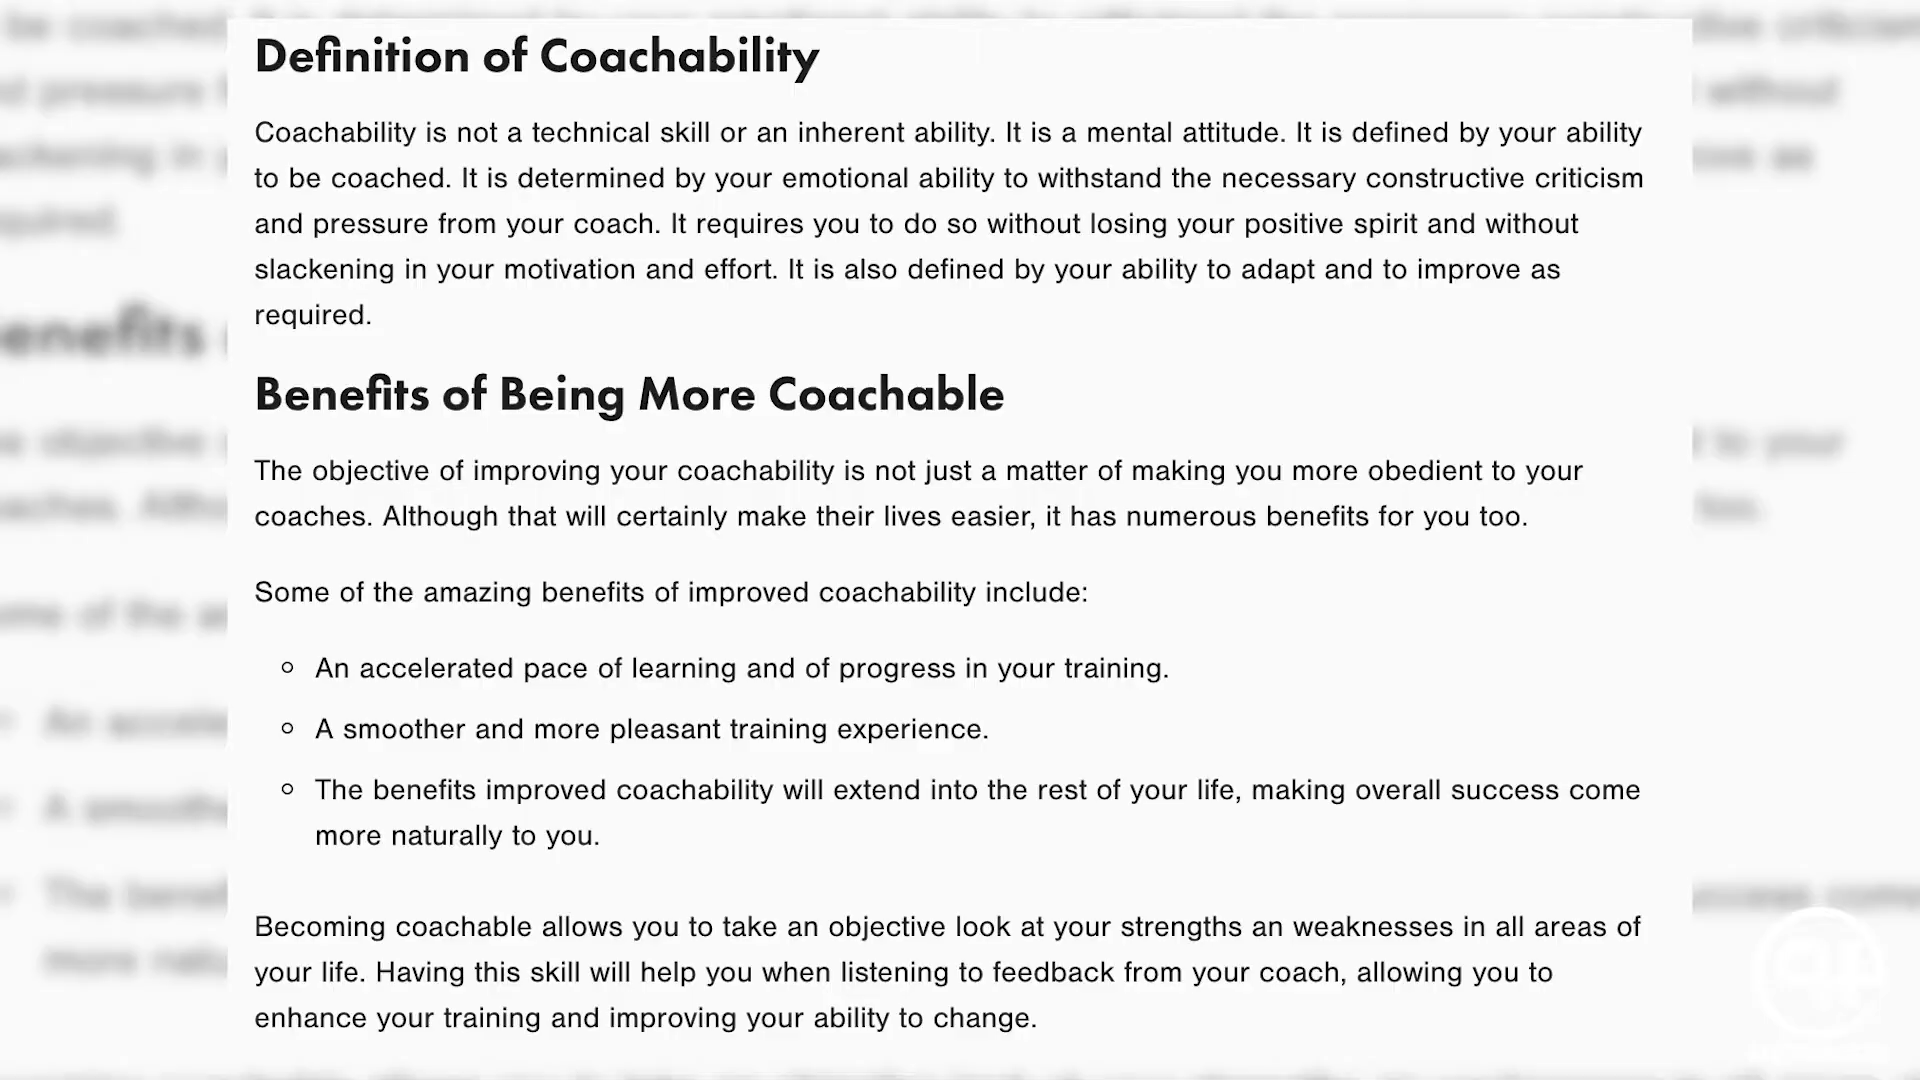 Definition of Coachability
Coachability is not a technical skill or an inherent ability. It is a mental attitude. It is defined by your ability
to be coached. It is determined by your emotional ability to withstand the necessary constructive criticism
and pressure from your coach. It requires you to do so without losing your positive spirit and without
slackening in your motivation and effort. It is also defined by your ability to adapt and to improve as
required.
Benefits of Being More Coachable
The objective of improving your coachability is not just a matter of making you more obedient to your
coaches. Although that will certainly make their lives easier, it has numerous benefits for you too.
Some of the amazing benefits of improved coachability include:
An accelerated pace of learning and of progress in your training.
A smoother and more pleasant training experience.
The benefits improved coachability will extend into the rest of your life, making overall success come
more naturally to you.
Becoming coachable allows you to take an objective look at your strengths an weaknesses in all areas of
your life. Having this skill will help you when listening to feedback from your coach, allowing you to
enhance your training and improving your ability to change.